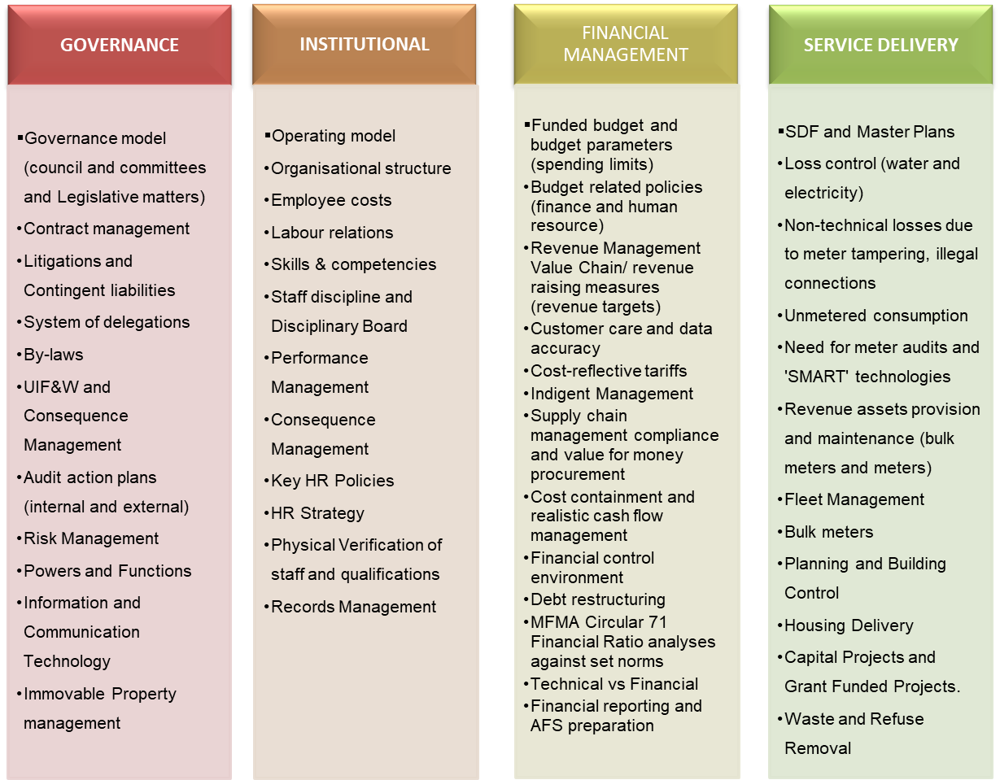 GOVERNANCE
▪Governance model
(council and committees
and Legislative matters)
•Contract management
•Litigations and
Contingent liabilities
•System of delegations
•By-laws
•UIF&W and
Consequence
Management
•Audit action plans
(internal and external)
•Risk Management
•Powers and Functions
•Information and
Communication
Technology
•Immovable Property
management
INSTITUTIONAL
▪Operating model
•Organisational structure
•Employee costs
•Labour relations
•Skills & competencies
•Staff discipline and
Disciplinary Board
•Performance
Management
•Consequence
Management
•Key HR Policies
•HR Strategy
•Physical Verification of
staff and qualifications
•Records Management
FINANCIAL
MANAGEMENT
▪Funded budget and
budget parameters
(spending limits)
•Budget related policies
(finance and human
resource)
•Revenue Management
Value Chain/ revenue
raising measures
(revenue targets)
•Customer care and data
accuracy
•Cost-reflective tariffs
•Indigent Management
•Supply chain
management compliance
and value for money
procurement
•Cost containment and
realistic cash flow
management
•Financial control
environment
•Debt restructuring
•MFMA Circular 71
Financial Ratio analyses
against set norms
•Technical vs Financial
•Financial reporting and
AFS preparation
SERVICE DELIVERY
▪SDF and Master Plans
•Loss control (water and
electricity)
•Non-technical losses due
to meter tampering, illegal
connections
•Unmetered consumption
•Need for meter audits and
'SMART' technologies
•Revenue assets provision
and maintenance (bulk
meters and meters)
•Fleet Management
•Bulk meters
•Planning and Building
Control
•Housing Delivery
•Capital Projects and
Grant Funded Projects.
•Waste and Refuse
Removal